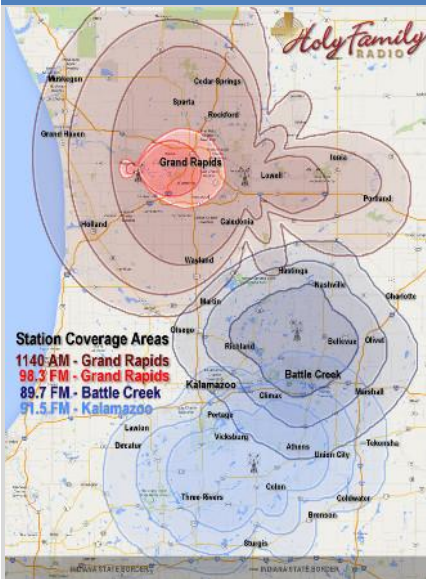 Holy Family
RADIO
Muskegon
Cedar Springs
Sparta
Rockford
Grand Haven
Grand Rapids
Ionia
Lowell
Portland
Holland
Caledonia
Wayland
Hastings
Nashville
Martin
Charlotte
Otsego
Station Coverage Areas
Richland
Bellevue
Olivet
1140 AM - Grand Rapids
98.3 FM - Grand Rapids
89.7 FM - Battle Creek
91.5 FM - Kalamazoo
Battle Creek
Kalamazoo
Climax
Marshall
Portage
Lawton
Vicksburg
Decatur
Athens
Tekonsha
Union City
Three Rivers
Colon
Coldwater
Bronson
Sturgis
INDIANA STATE BORDER
INDIANA STATE BORDER